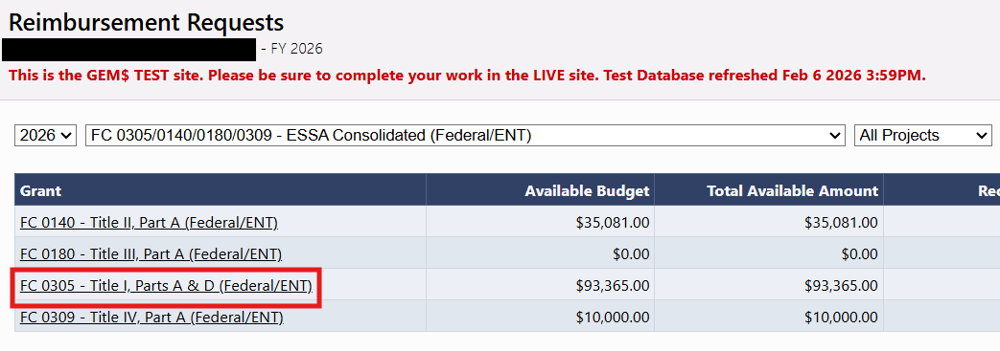 Reimbursement Requests
- FY 2026
This is the GEM$ TEST site. Please be sure to complete your work in the LIVE site. Test Database refreshed Feb 6 2026 3:59PM.
2026 FC 0305/0140/0180/0309 - ESSA Consolidated (Federal/ENT) All Projects
Grant Available Budget Total Available Amount
FC 0140 - Title II, Part A (Federal/ENT) $35,081.00 $35,081.00
FC 0180 - Title III, Part A (Federal/ENT) $0.00 $0.00
FC 0305 - Title I, Parts A & D (Federal/ENT) $93,365.00 $93,365.00
FC 0309 - Title IV, Part A (Federal/ENT) $10,000.00 $10,000.00